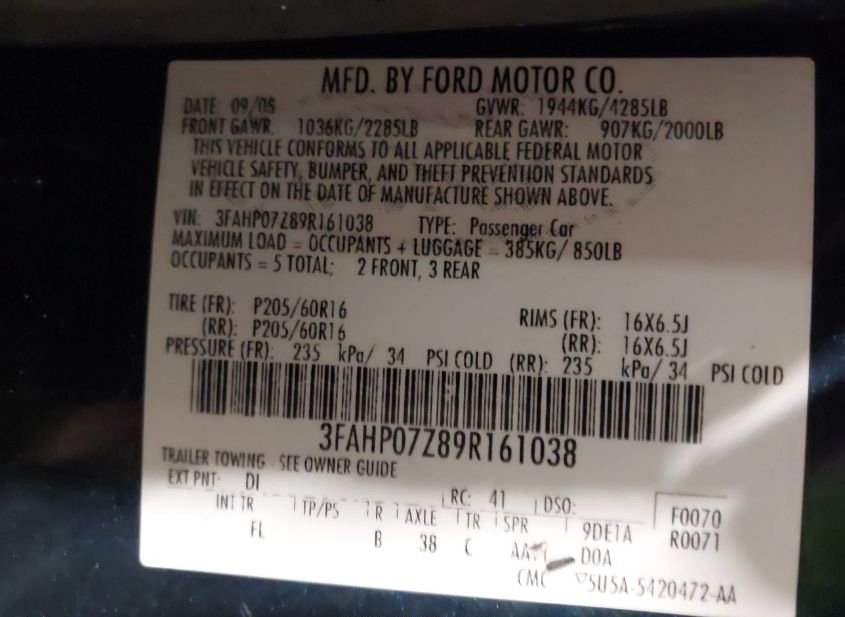 MFD. BY FORD MOTOR CO.
DATE: 09/08 GVWR: 1944KG/4285LB
FRONT GAWR: 1036KG/2285LB REAR GAWR: 907KG/2000LB
THIS VEHICLE CONFORMS TO ALL APPLICABLE FEDERAL MOTOR
VEHICLE SAFETY, BUMPER, AND THEFT PREVENTION STANDARDS
IN EFFECT ON THE DATE OF MANUFACTURE SHOWN ABOVE.
VIN: 3FAHP07Z89R161038 TYPE: Passenger Car
MAXIMUM LOAD = OCCUPANTS + LUGGAGE = 385KG/ 850LB
OCCUPANTS = 5 TOTAL; 2 FRONT, 3 REAR
TIRE (FR): P205/60R16 RIMS (FR): 16X6.5J
(RR): P205/60R16 (RR): 16X6.5J
PRESSURE (FR): 235 kPa/ 34 PSI COLD (RR): 235 kPa/ 34 PSI COLD
3FAHP07Z89R161038
TRAILER TOWING - SEE OWNER GUIDE
EXT PNT: DI RC: 41 DSO: F0070
INT TR TP/PS R AXLE TR SPR 9DE1A R0071
FL B 38 C D0A
5U5A-5420472-AA